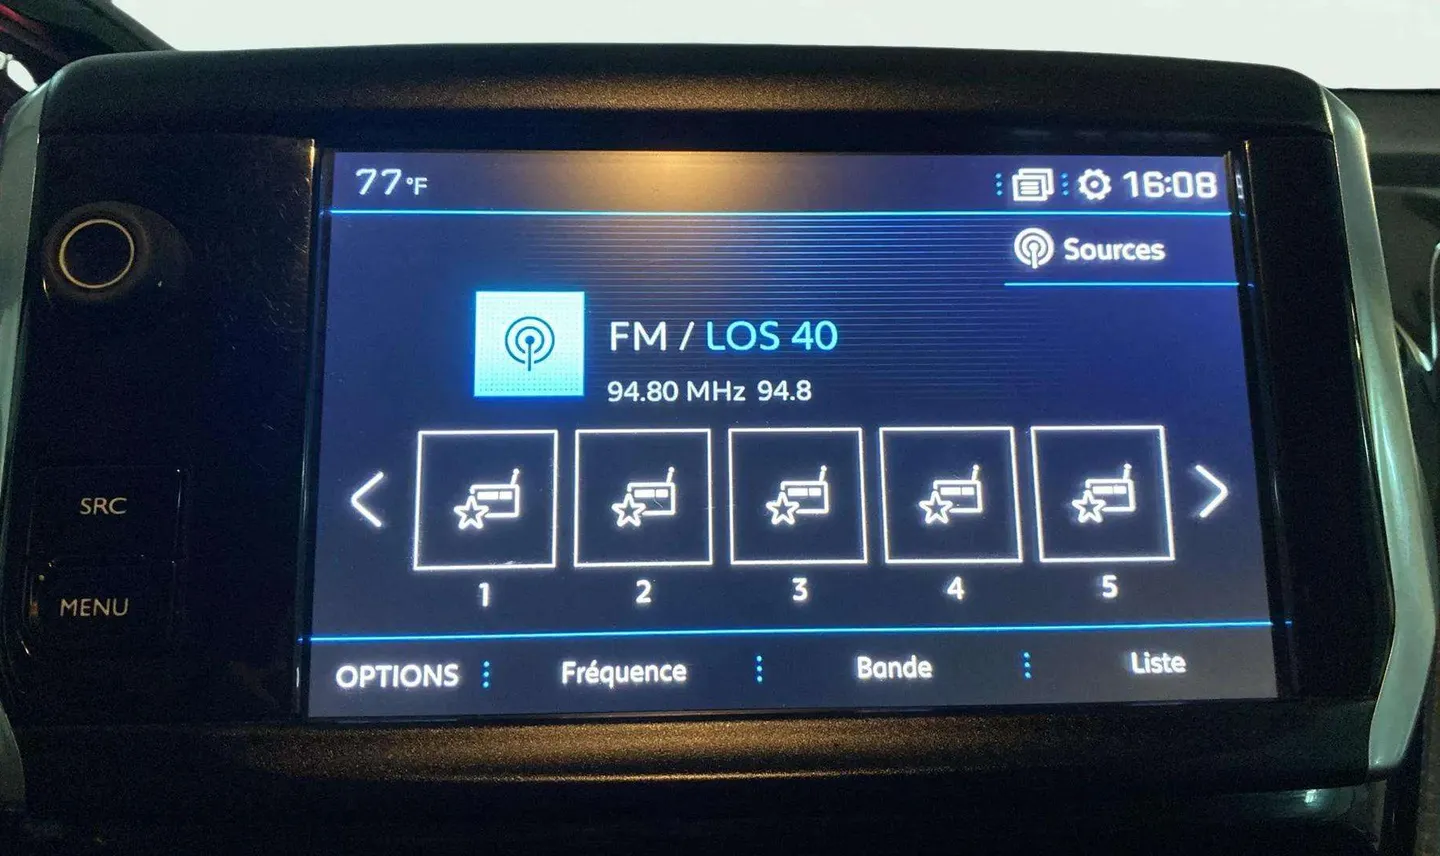 77°F 16:08
Sources
FM / LOS 40
94.80 MHz 94.8
SRC
1 2 3 4 5
MENU
OPTIONS Fréquence Bande Liste